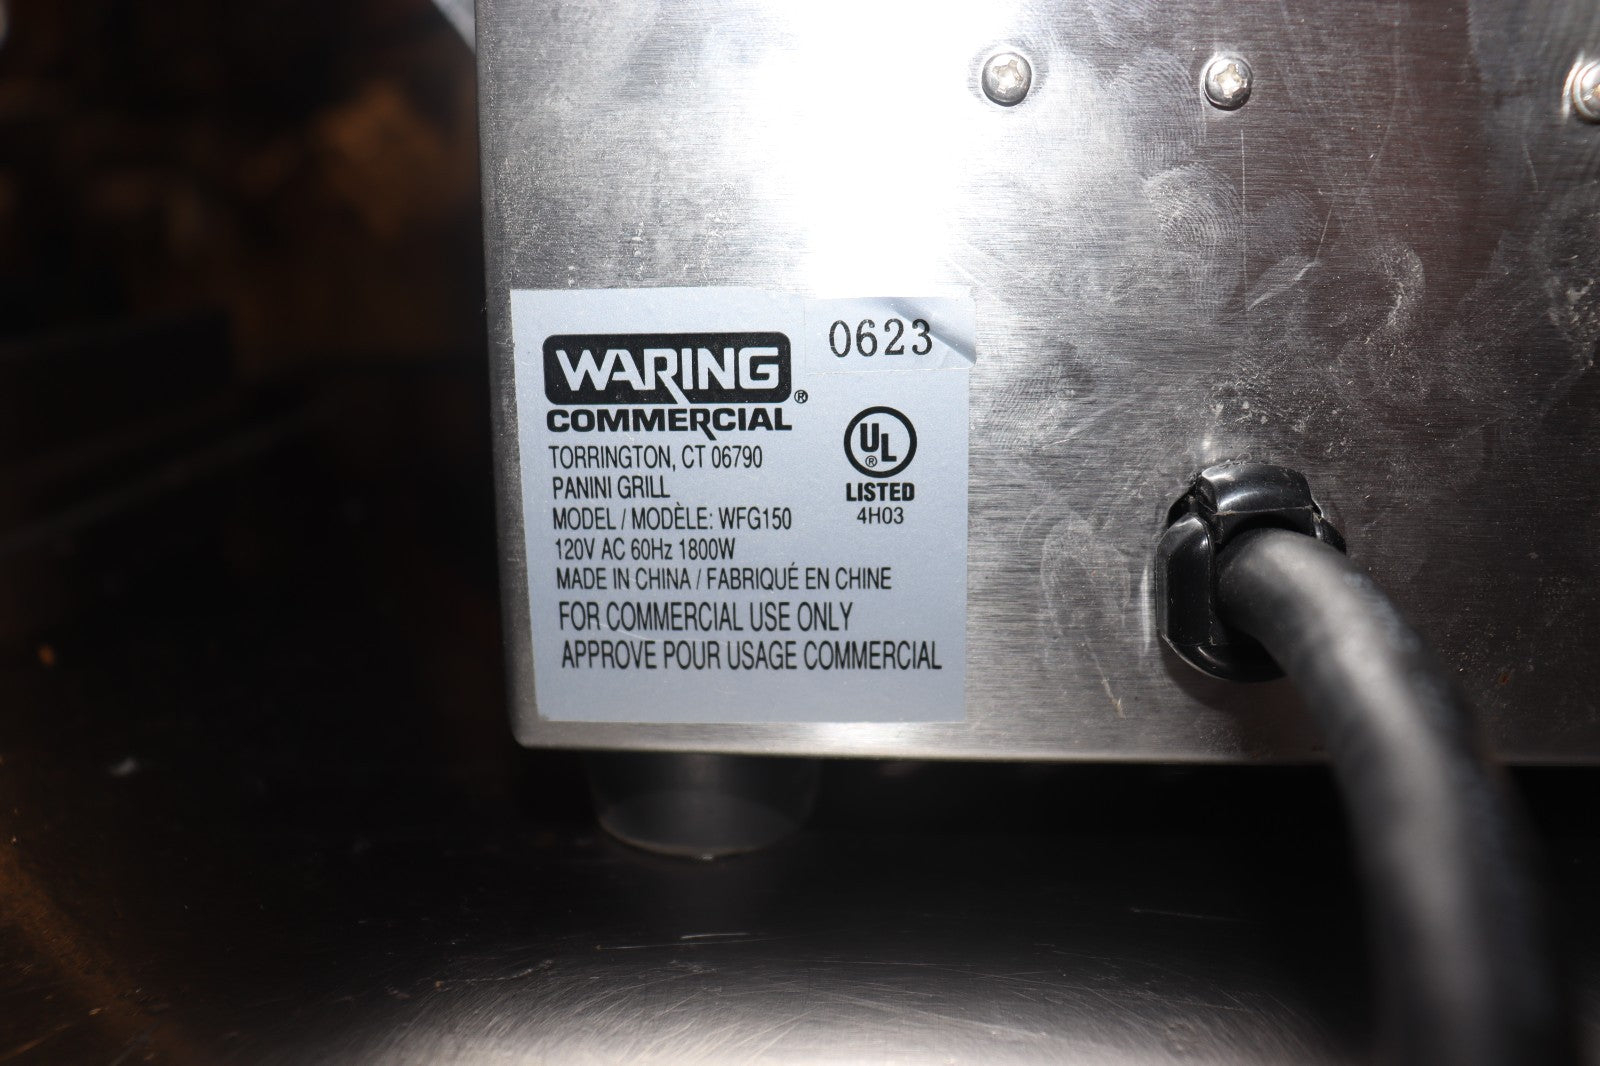 WARING®
COMMERCIAL
0623
TORRINGTON, CT 06790
PANINI GRILL
MODEL / MODÈLE: WFG150
120V AC 60Hz 1800W
MADE IN CHINA / FABRIQUÉ EN CHINE
FOR COMMERCIAL USE ONLY
APPROVE POUR USAGE COMMERCIAL
UL®
LISTED
4H03